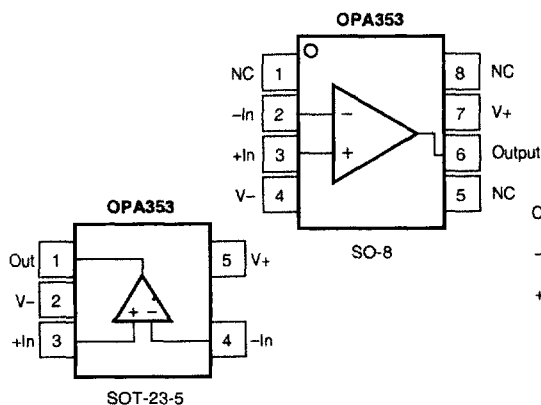 OPA353
NC 1 8 NC
–In 2 – 7 V+
+In 3 + 6 Output
V– 4 5 NC
SO-8
OPA353
Out 1 5 V+
V– 2
+In 3 + – 4 –In
SOT-23-5
–
+